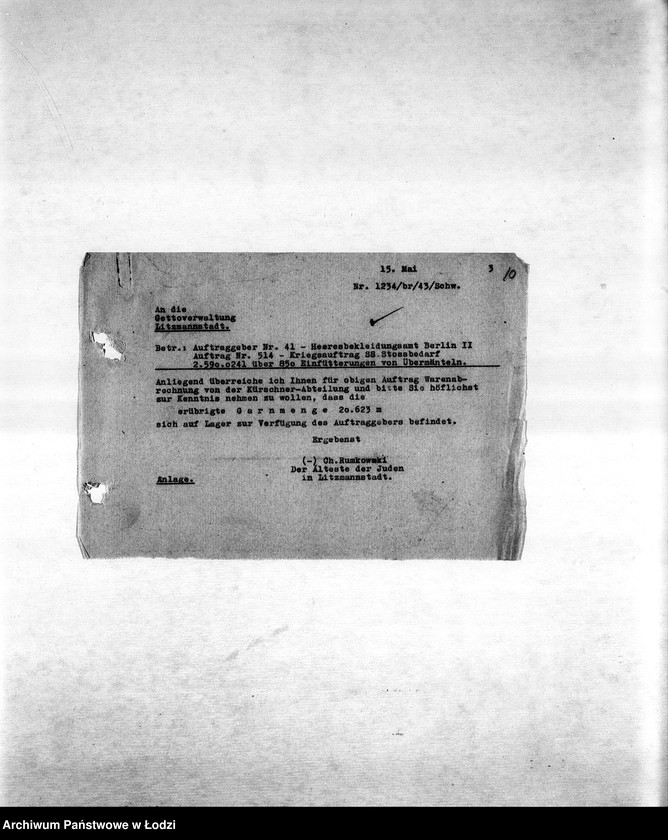 15. Mai 3 10
Nr. 1234/br/43/Schw.
An die
Gettoverwaltung
Litzmannstadt.
Betr.: Auftraggeber Nr. 41 - Heeresbekleidungsamt Berlin II
Auftrag Nr. 514 - Kriegsauftrag SS.Stossbedarf
2.59o.o241 über 85o Einfütterungen von Übermänteln.
Anliegend überreiche ich Ihnen für obigen Auftrag Warennb-
rechnung von der Kürschner-Abteilung und bitte Sie höflichst
zur Kenntnis nehmen zu wollen, dass die
erübrigte G a r n m e n g e 2o.623 m
sich auf Lager zur Verfügung des Auftraggebers befindet.
Ergebenst
(-) Ch.Rumkowski
Der Älteste der Juden
in Litzmannstadt.
Anlage.
Archiwum Państwowe w Łodzi